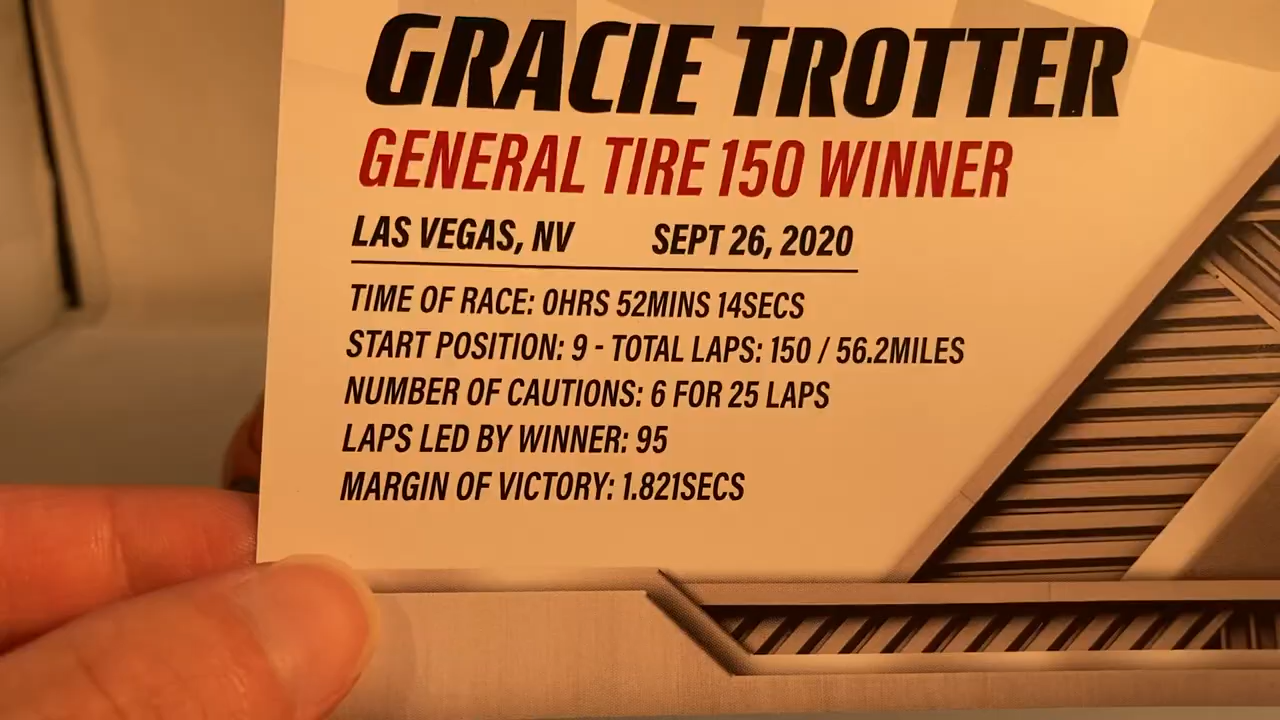 GRACIE TROTTER
GENERAL TIRE 150 WINNER
LAS VEGAS, NV SEPT 26, 2020
TIME OF RACE: 0HRS 52MINS 14SECS
START POSITION: 9 - TOTAL LAPS: 150 / 56.2MILES
NUMBER OF CAUTIONS: 6 FOR 25 LAPS
LAPS LED BY WINNER: 95
MARGIN OF VICTORY: 1.821SECS